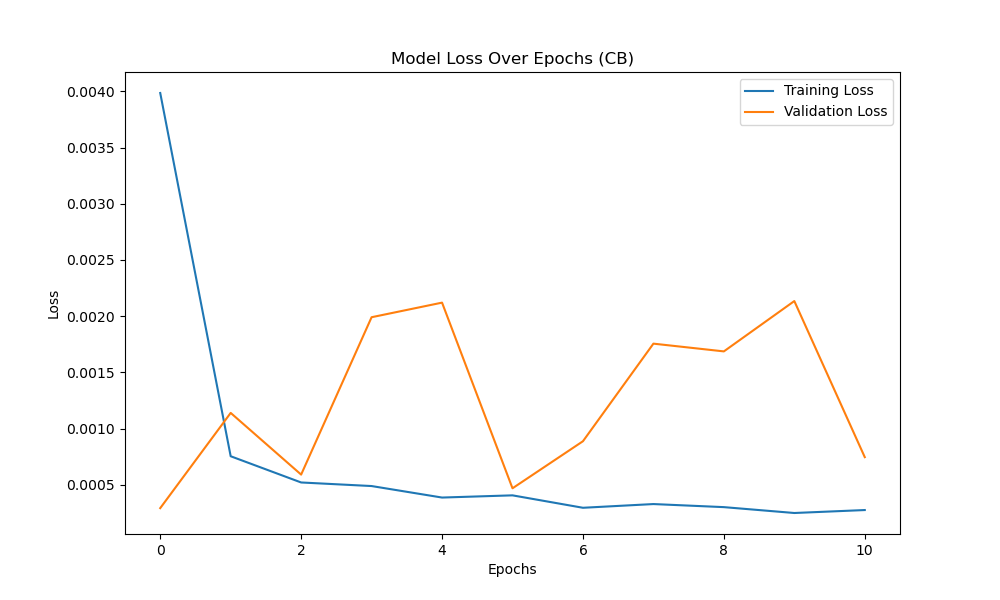 Model Loss Over Epochs (CB)
Training Loss
Validation Loss
0.0040
0.0035
0.0030
0.0025
0.0020
0.0015
0.0010
0.0005
Loss
0 2 4 6 8 10
Epochs